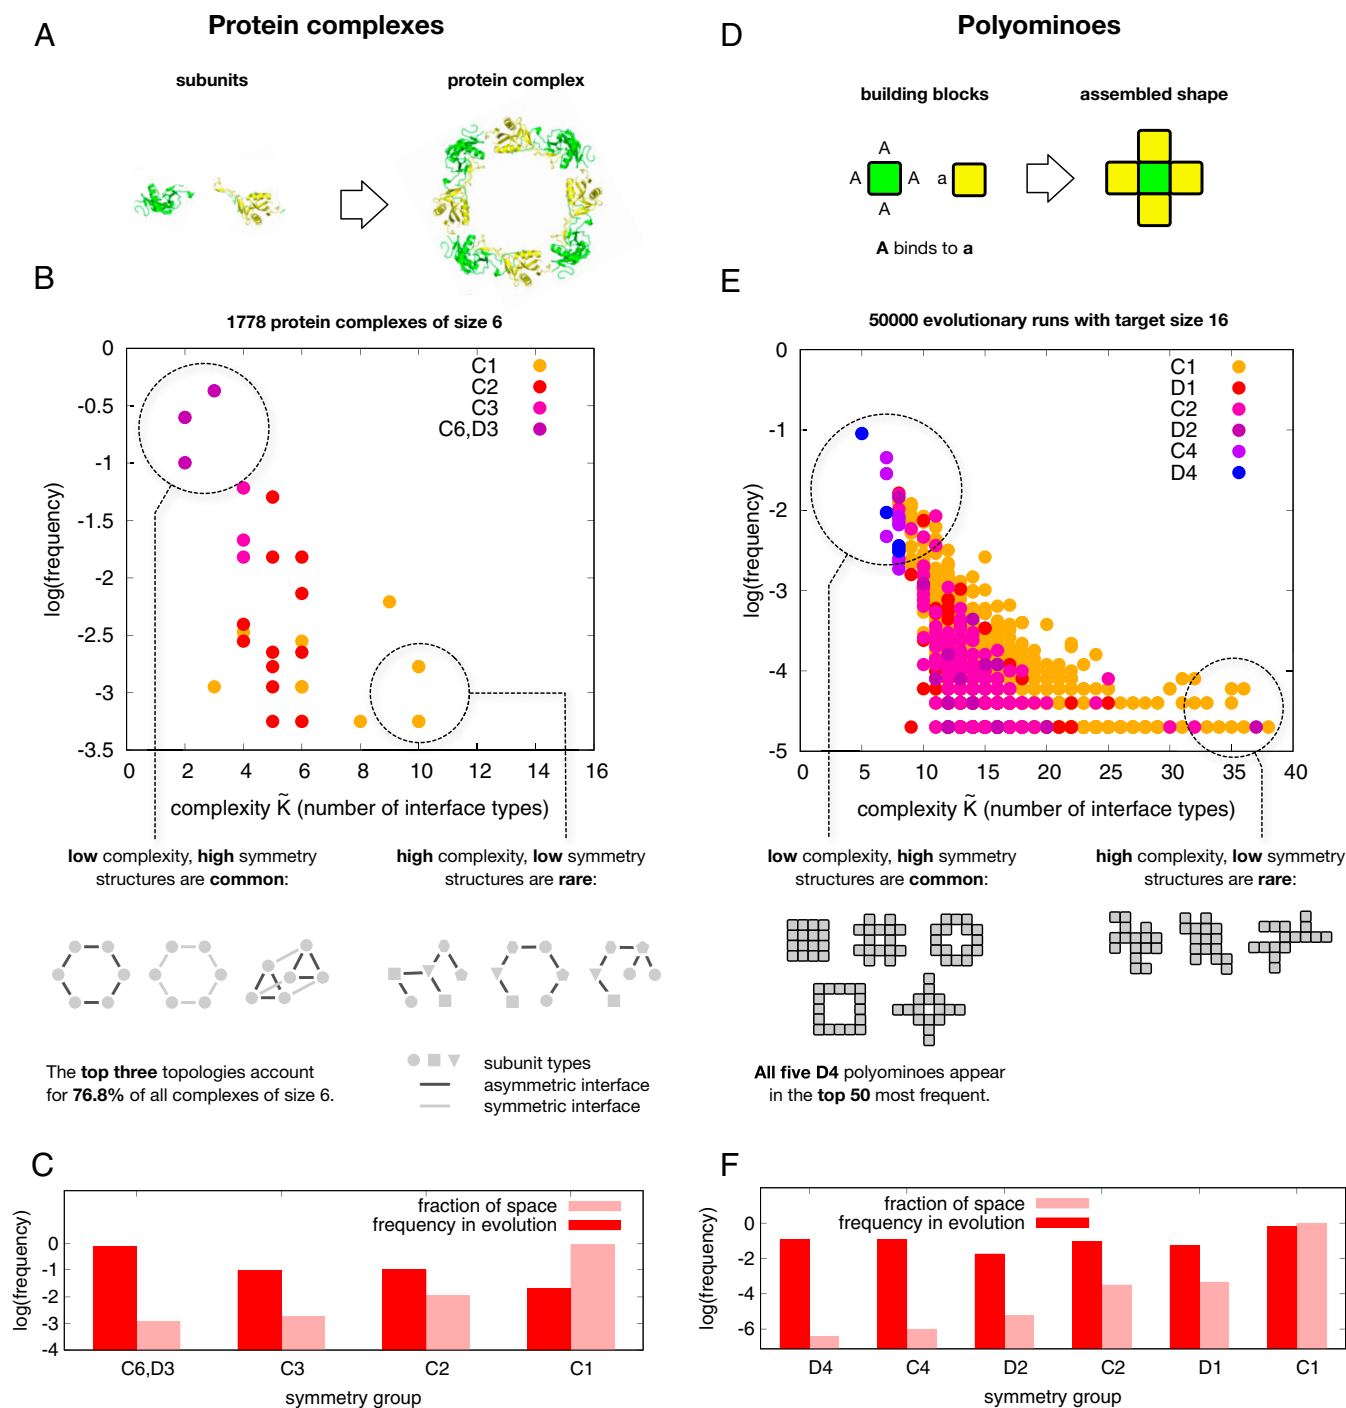 A
Protein complexes
subunits
protein complex
B
1778 protein complexes of size 6
C1
C2
C3
C6,D3
0
-0.5
-1
-1.5
-2
-2.5
-3
-3.5
log(frequency)
0 2 4 6 8 10 12 14 16
complexity K̃ (number of interface types)
low complexity, high symmetry
structures are common:
high complexity, low symmetry
structures are rare:
The top three topologies account
for 76.8% of all complexes of size 6.
subunit types
asymmetric interface
symmetric interface
C
fraction of space
frequency in evolution
0
-1
-2
-3
-4
log(frequency)
C6,D3 C3 C2 C1
symmetry group
D
Polyominoes
building blocks
assembled shape
A
A A a
A
A binds to a
E
50000 evolutionary runs with target size 16
C1
D1
C2
D2
C4
D4
0
-1
-2
-3
-4
-5
log(frequency)
0 5 10 15 20 25 30 35 40
complexity K̃ (number of interface types)
low complexity, high symmetry
structures are common:
high complexity, low symmetry
structures are rare:
All five D4 polyominoes appear
in the top 50 most frequent.
F
fraction of space
frequency in evolution
0
-2
-4
-6
log(frequency)
D4 C4 D2 C2 D1 C1
symmetry group